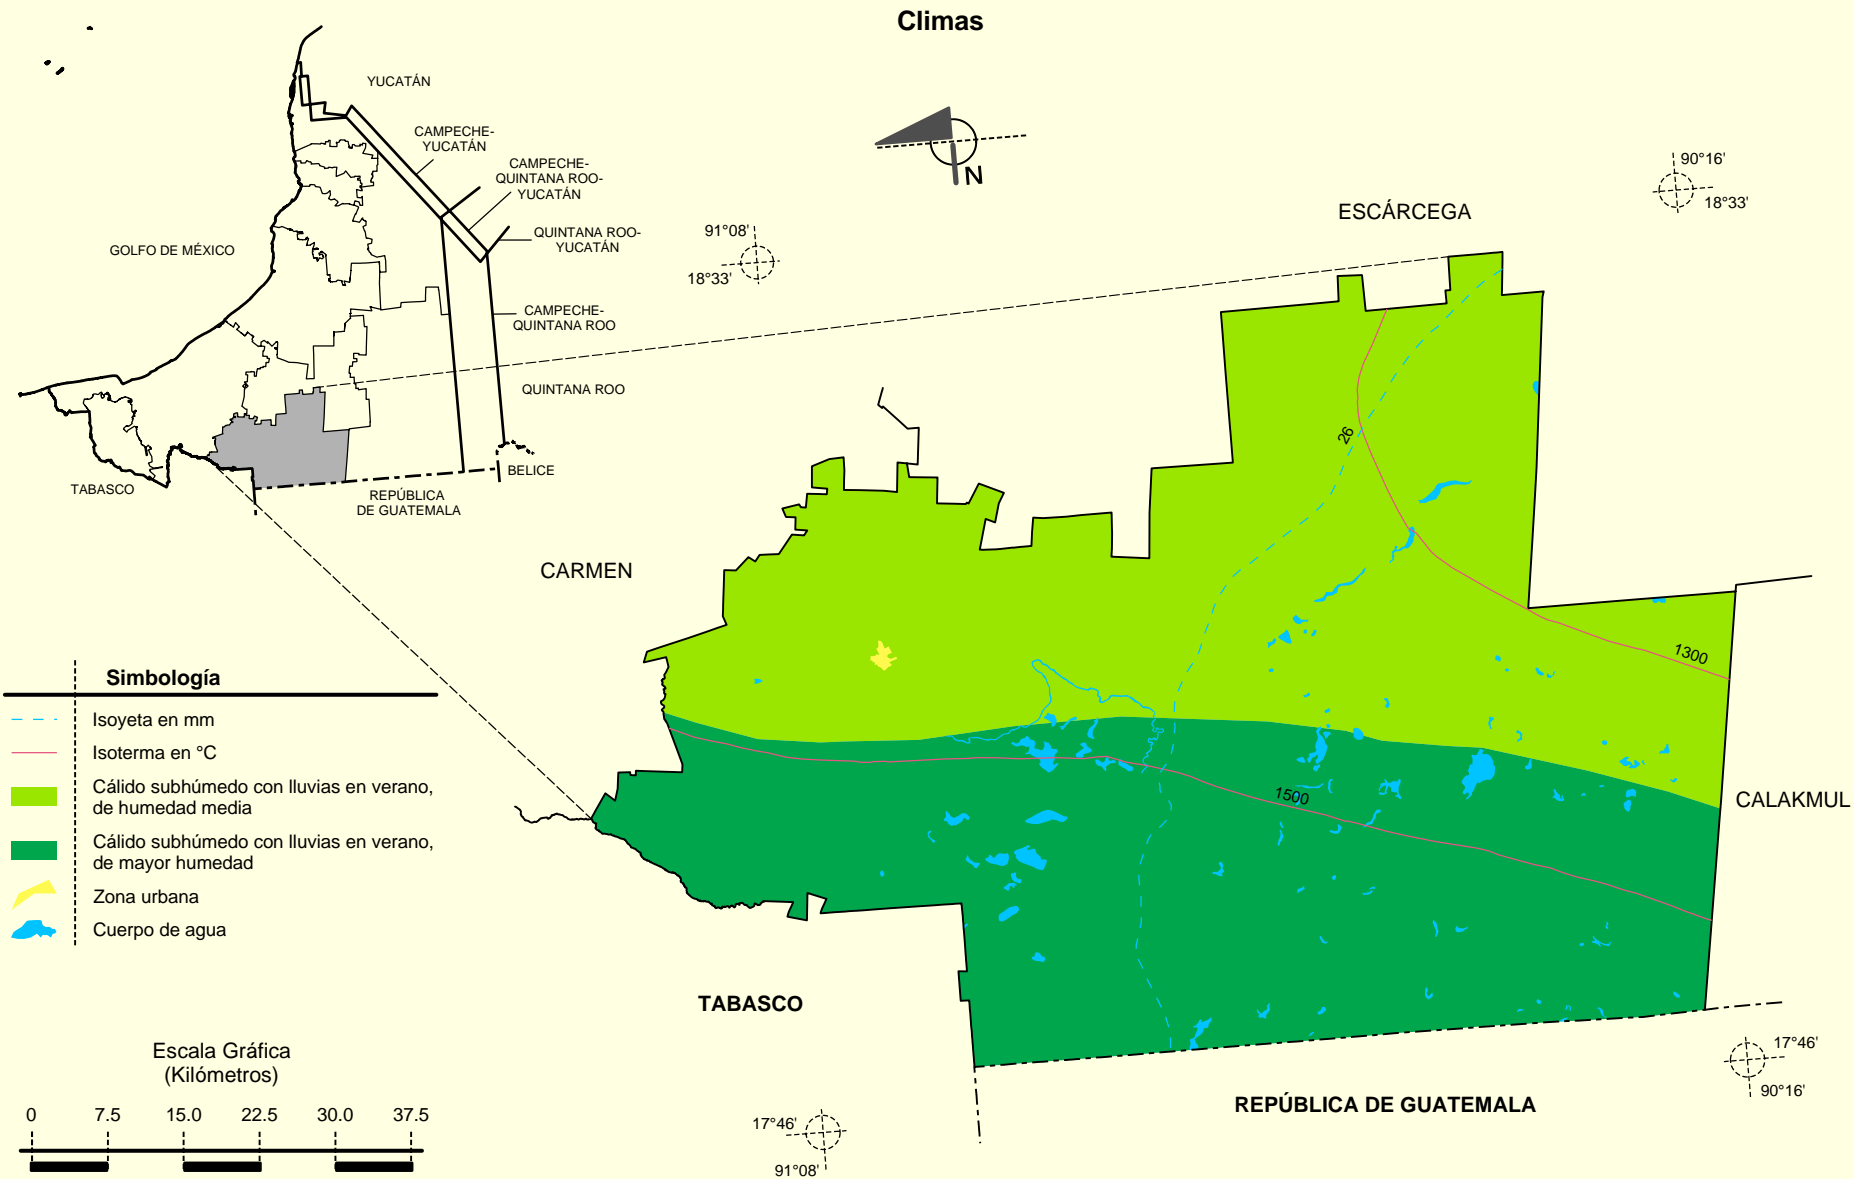 Climas
YUCATÁN
CAMPECHE-
YUCATÁN
CAMPECHE-
QUINTANA ROO-
YUCATÁN
QUINTANA ROO-
YUCATÁN
GOLFO DE MÉXICO
CAMPECHE-
QUINTANA ROO
QUINTANA ROO
BELICE
TABASCO
REPÚBLICA
DE GUATEMALA
N
91°08'
18°33'
90°16'
18°33'
ESCÁRCEGA
CARMEN
26
1300
1500
CALAKMUL
TABASCO
REPÚBLICA DE GUATEMALA
17°46'
91°08'
17°46'
90°16'
Simbología
Isoyeta en mm
Isoterma en °C
Cálido subhúmedo con lluvias en verano,
de humedad media
Cálido subhúmedo con lluvias en verano,
de mayor humedad
Zona urbana
Cuerpo de agua
Escala Gráfica
(Kilómetros)
0 7.5 15.0 22.5 30.0 37.5